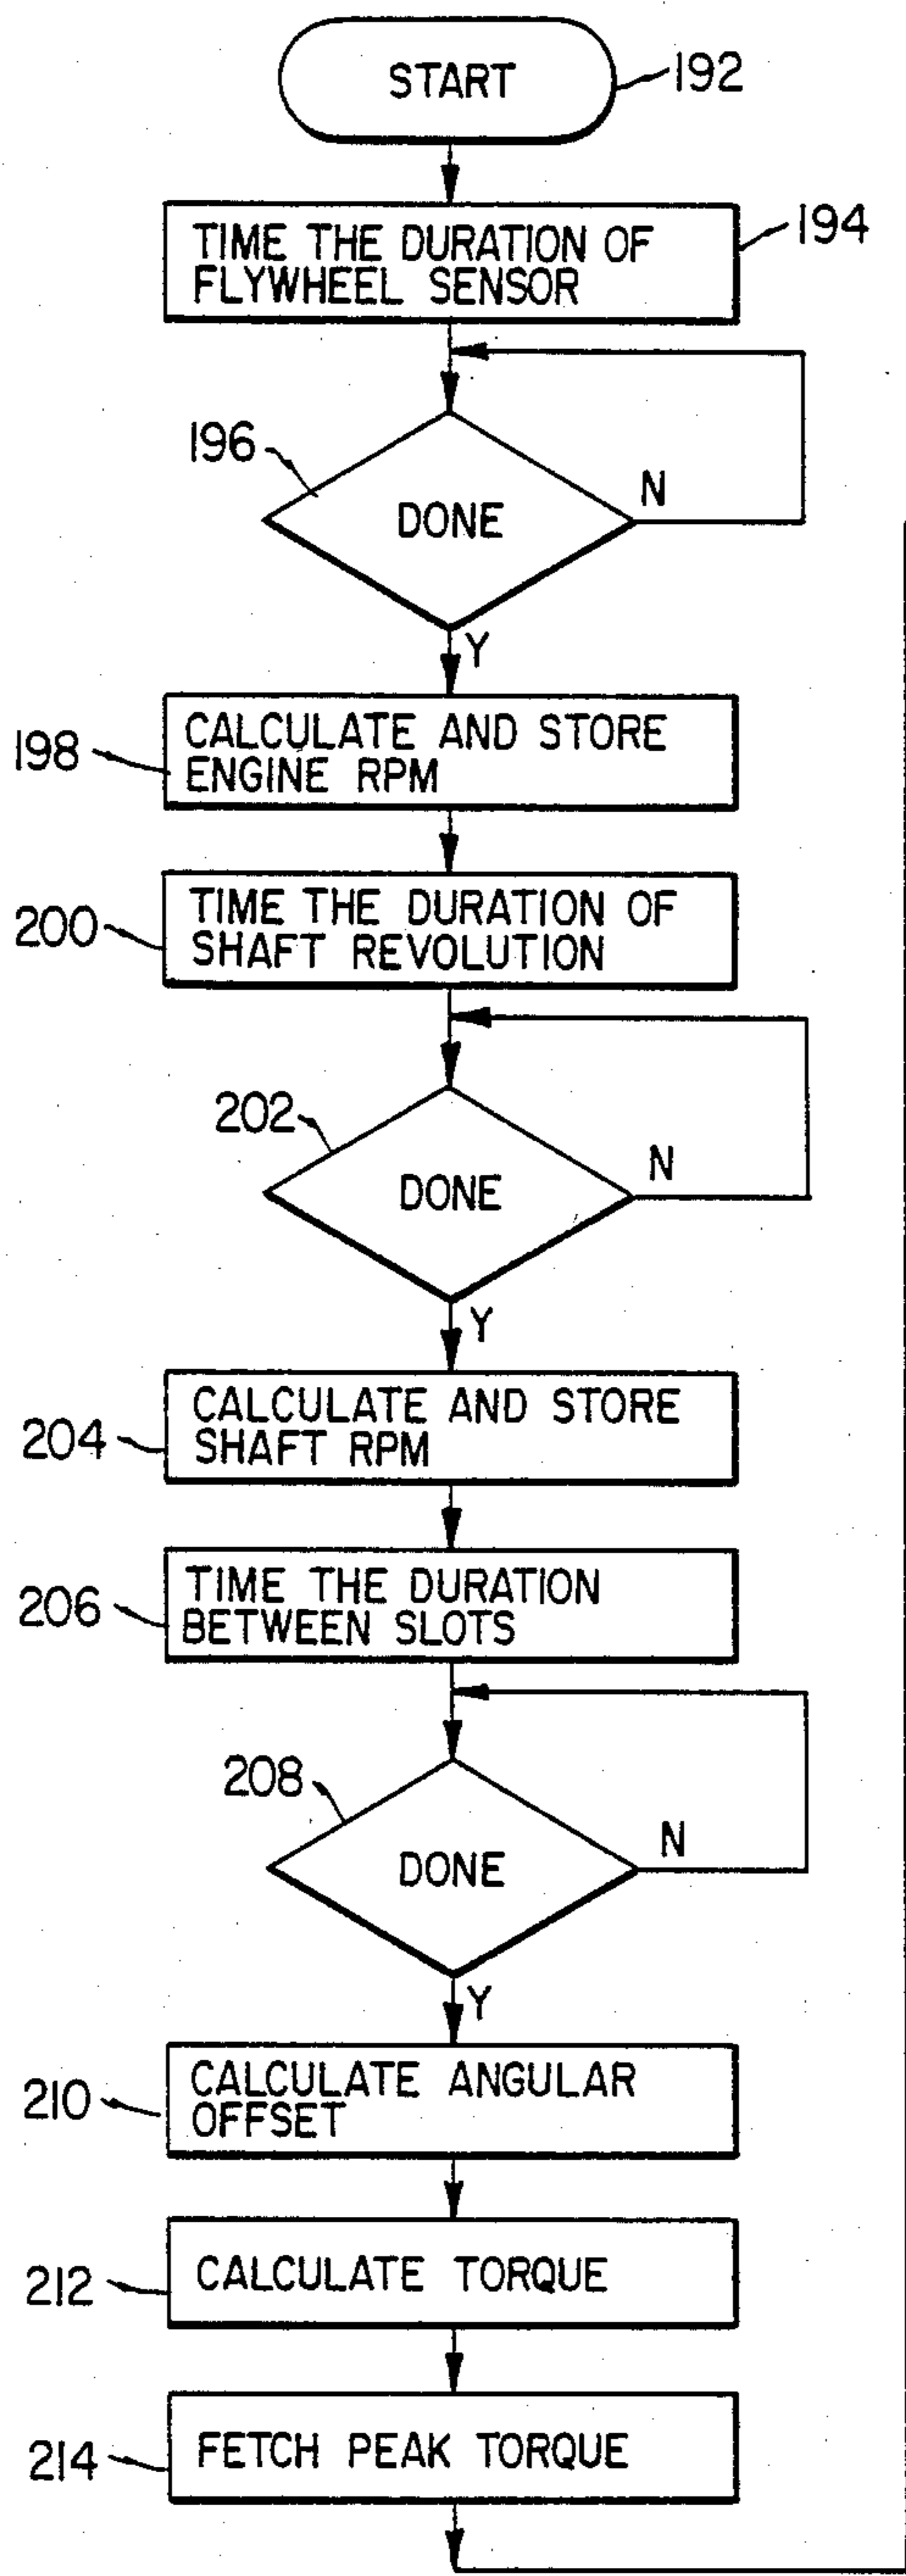 START
192
194
TIME THE DURATION OF
FLYWHEEL SENSOR
196
DONE
N
Y
198
CALCULATE AND STORE
ENGINE RPM
200
TIME THE DURATION OF
SHAFT REVOLUTION
202
DONE
N
Y
204
CALCULATE AND STORE
SHAFT RPM
206
TIME THE DURATION
BETWEEN SLOTS
208
DONE
N
Y
210
CALCULATE ANGULAR
OFFSET
212
CALCULATE TORQUE
214
FETCH PEAK TORQUE